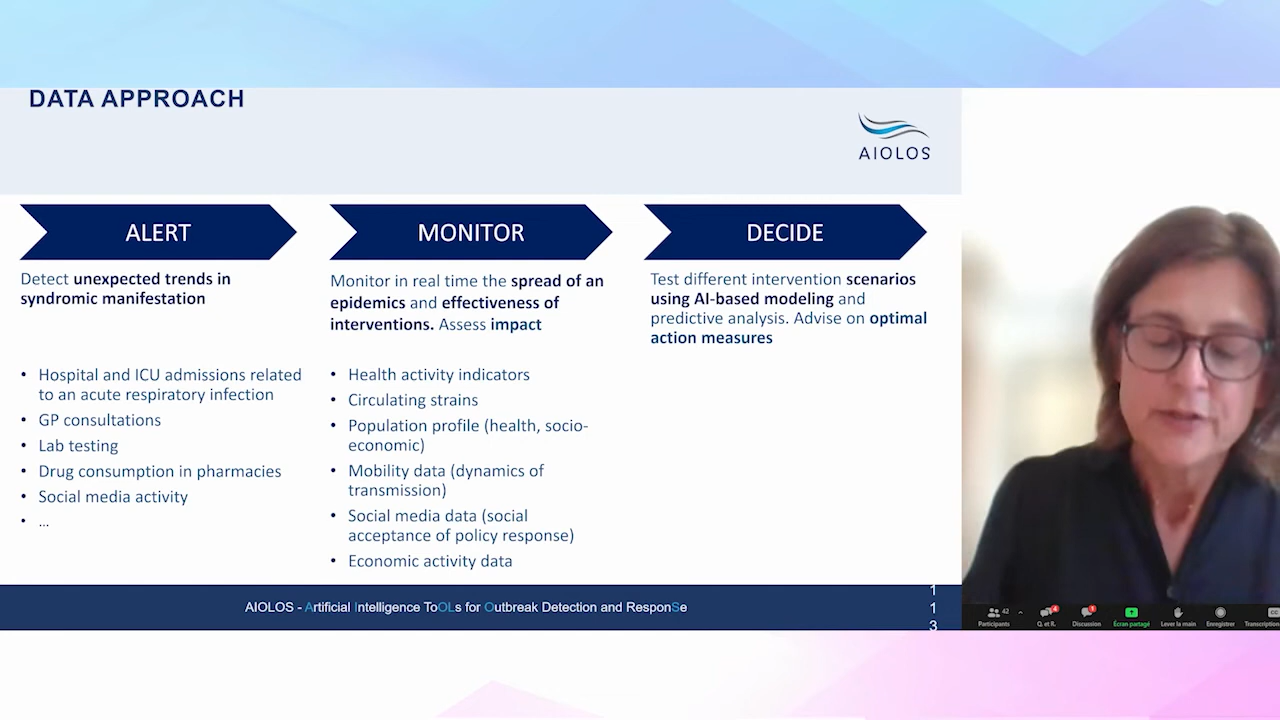 DATA APPROACH
AIOLOS
ALERT
Detect unexpected trends in
syndromic manifestation
• Hospital and ICU admissions related
to an acute respiratory infection
• GP consultations
• Lab testing
• Drug consumption in pharmacies
• Social media activity
• ...
MONITOR
Monitor in real time the spread of an
epidemics and effectiveness of
interventions. Assess impact
• Health activity indicators
• Circulating strains
• Population profile (health, socio-
economic)
• Mobility data (dynamics of
transmission)
• Social media data (social
acceptance of policy response)
• Economic activity data
DECIDE
Test different intervention scenarios
using AI-based modeling and
predictive analysis. Advise on optimal
action measures
AIOLOS - Artificial Intelligence ToOLs for Outbreak Detection and ResponSe
1
1
3
42
4
1
CC
Participants
Q. et R.
Discussion
Écran partagé
Lever la main
Enregistrer
Transcription